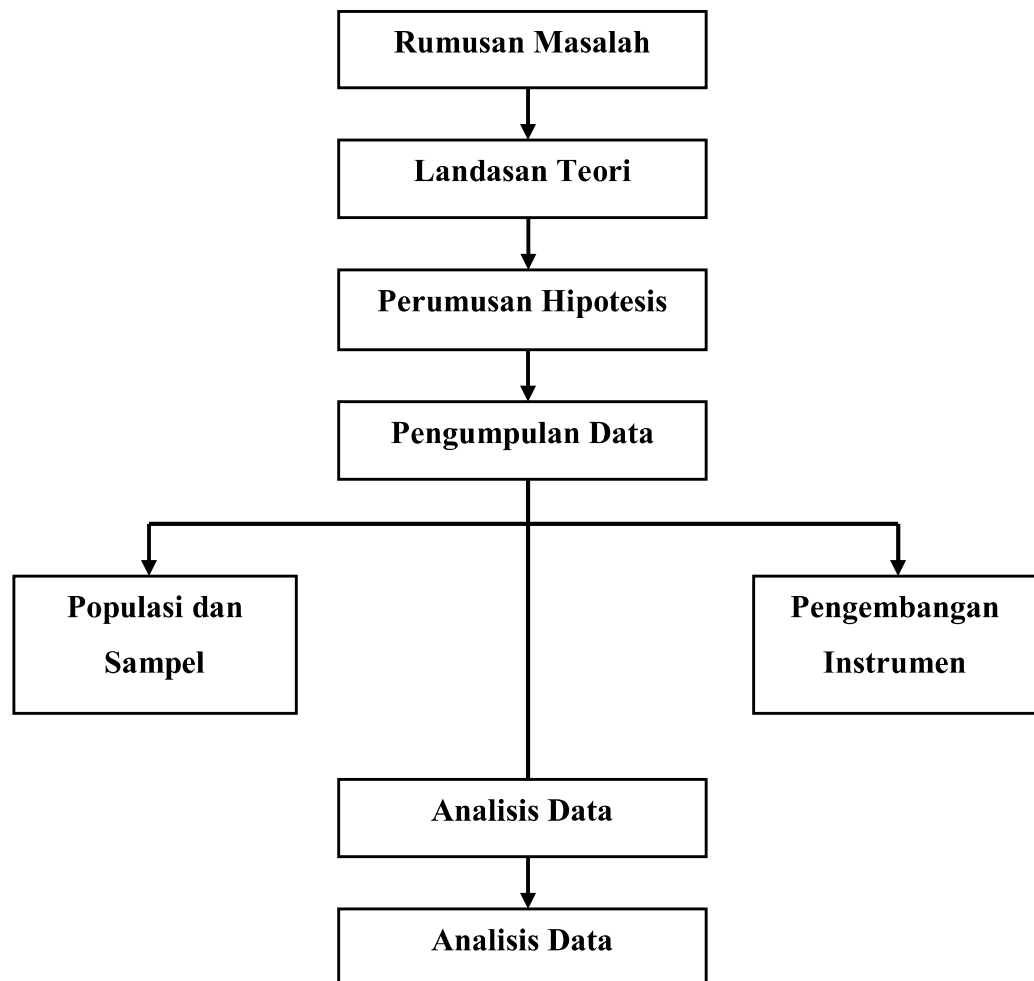 Rumusan Masalah
Landasan Teori
Perumusan Hipotesis
Pengumpulan Data
Populasi dan
Sampel
Pengembangan
Instrumen
Analisis Data
Analisis Data